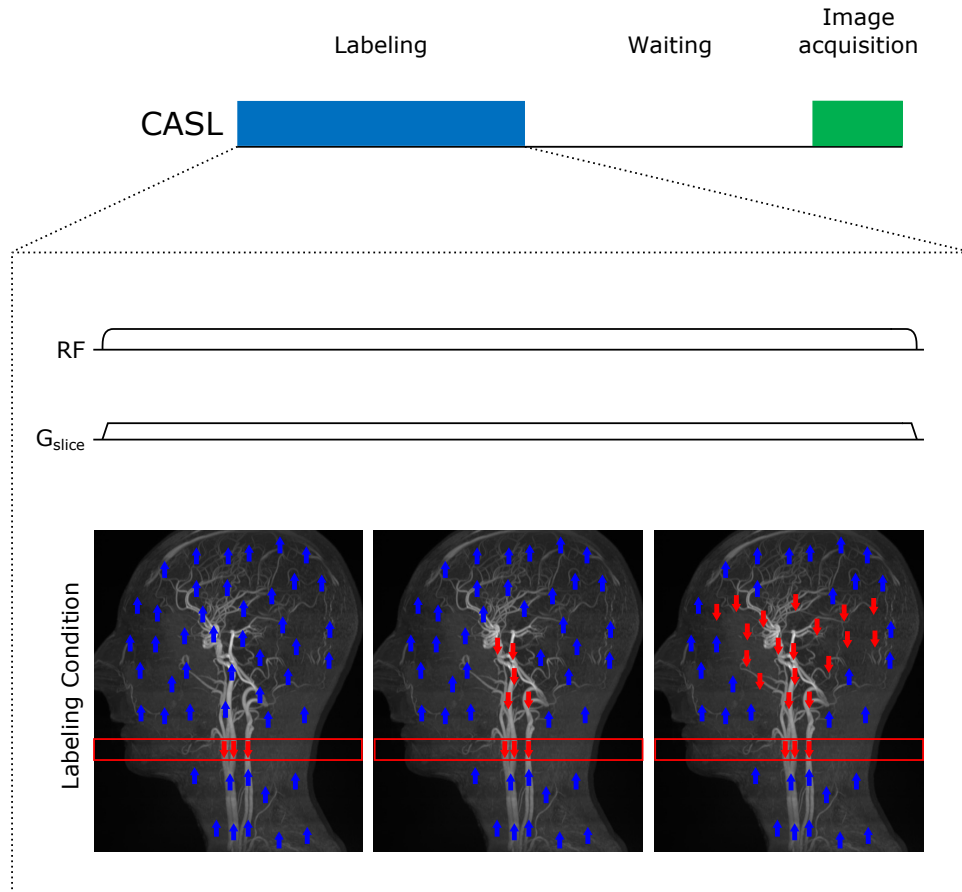 Labeling
Waiting
Image
acquisition
CASL
RF
Gslice
Labeling Condition